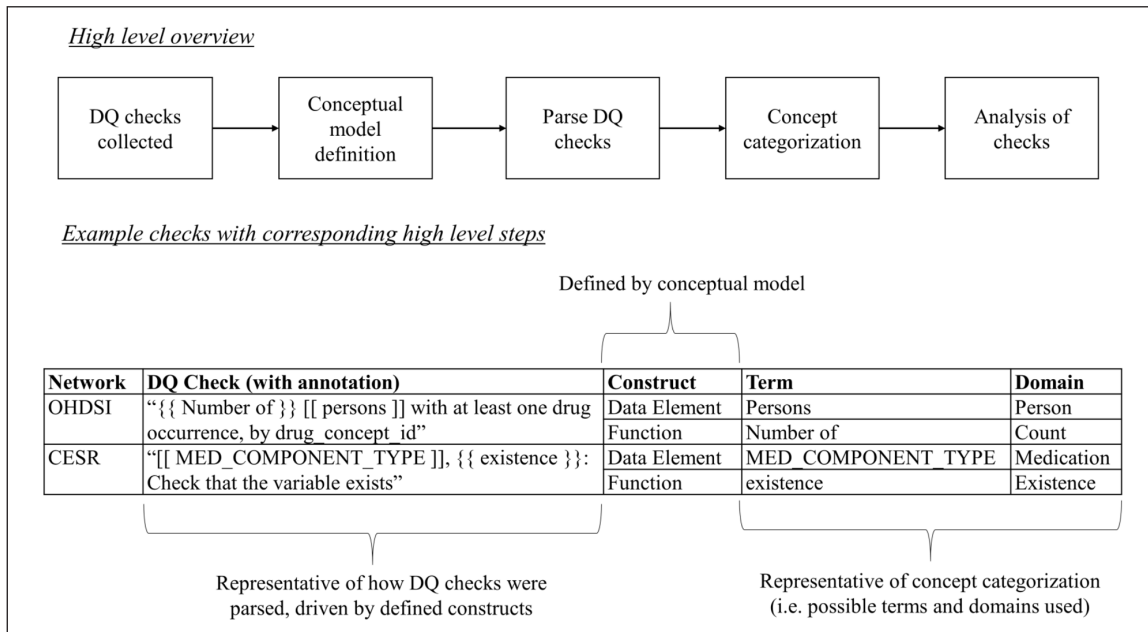 High level overview
DQ checks
collected
Conceptual
model
definition
Parse DQ
checks
Concept
categorization
Analysis of
checks
Example checks with corresponding high level steps
Defined by conceptual model
Network DQ Check (with annotation) Construct Term Domain
OHDSI “{{ Number of }} [[ persons ]] with at least one drug Data Element Persons Person
occurrence, by drug_concept_id” Function Number of Count
CESR “[[ MED_COMPONENT_TYPE ]], {{ existence }}: Data Element MED_COMPONENT_TYPE Medication
Check that the variable exists” Function existence Existence
Representative of how DQ checks were
parsed, driven by defined constructs
Representative of concept categorization
(i.e. possible terms and domains used)